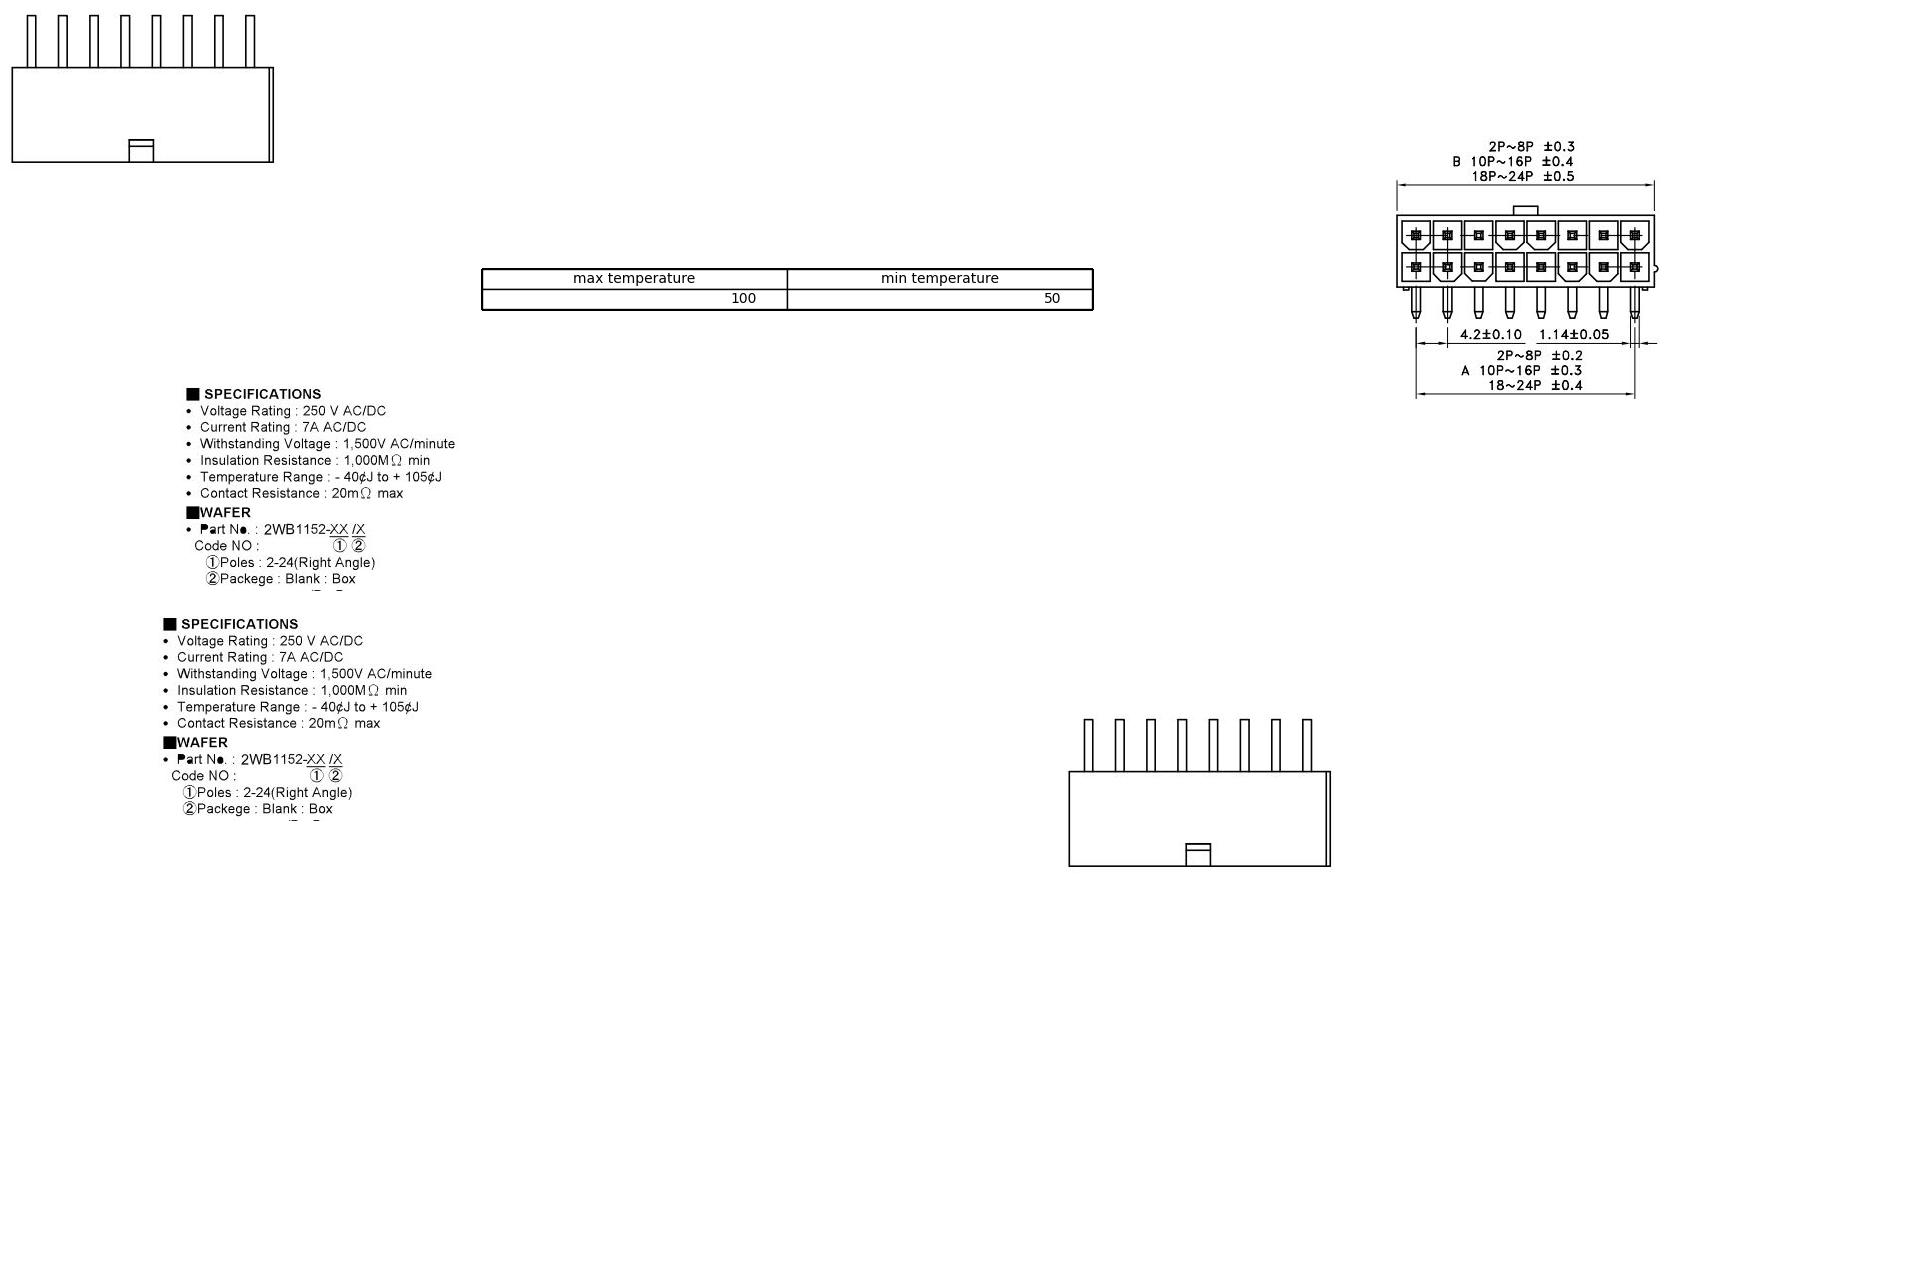 2P~8P ±0.3
B 10P~16P ±0.4
18P~24P ±0.5
max temperature min temperature
100 50
4.2±0.10 1.14±0.05
2P~8P ±0.2
A 10P~16P ±0.3
18~24P ±0.4
■ SPECIFICATIONS
• Voltage Rating : 250 V AC/DC
• Current Rating : 7A AC/DC
• Withstanding Voltage : 1,500V AC/minute
• Insulation Resistance : 1,000MΩ min
• Temperature Range : - 40¢J to + 105¢J
• Contact Resistance : 20mΩ max
■WAFER
• Part No. : 2WB1152-XX /X
Code NO : ① ②
①Poles : 2-24(Right Angle)
②Packege : Blank : Box
■ SPECIFICATIONS
• Voltage Rating : 250 V AC/DC
• Current Rating : 7A AC/DC
• Withstanding Voltage : 1,500V AC/minute
• Insulation Resistance : 1,000MΩ min
• Temperature Range : - 40¢J to + 105¢J
• Contact Resistance : 20mΩ max
■WAFER
• Part No. : 2WB1152-XX /X
Code NO : ① ②
①Poles : 2-24(Right Angle)
②Packege : Blank : Box